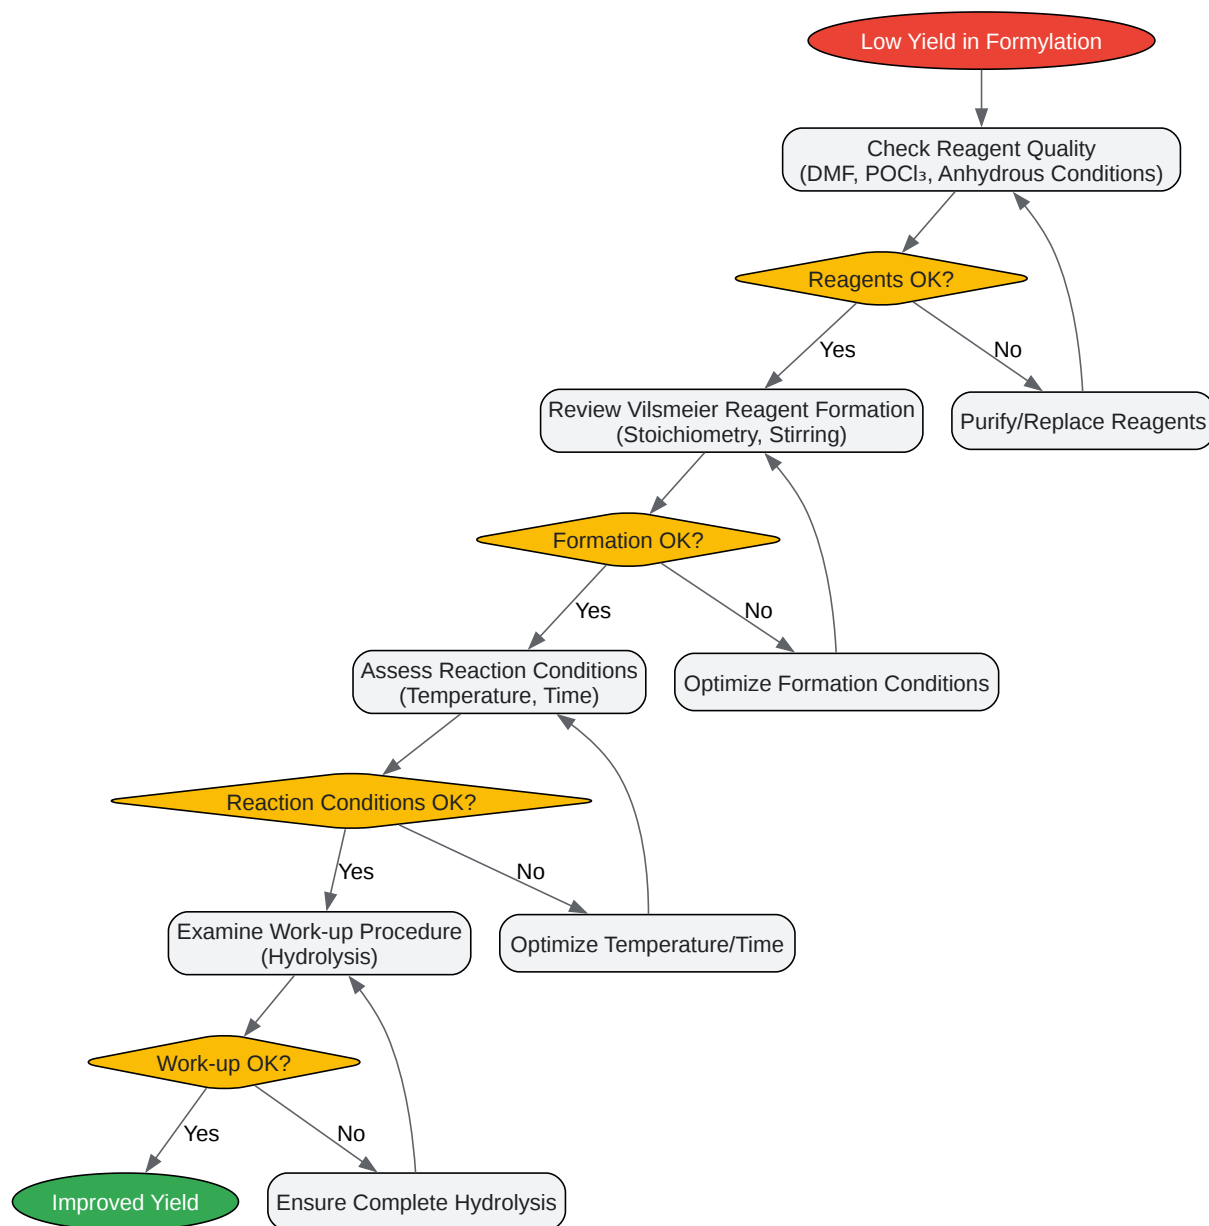 Low Yield in Formylation
Check Reagent Quality
(DMF, POCl₃, Anhydrous Conditions)
Reagents OK?
Yes
No
Review Vilsmeier Reagent Formation
(Stoichiometry, Stirring)
Purify/Replace Reagents
Formation OK?
Yes
No
Assess Reaction Conditions
(Temperature, Time)
Optimize Formation Conditions
Reaction Conditions OK?
Yes
No
Examine Work-up Procedure
(Hydrolysis)
Optimize Temperature/Time
Work-up OK?
Yes
No
Improved Yield
Ensure Complete Hydrolysis